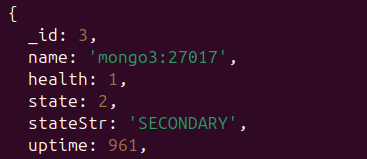 {
_id: 3,
name: 'mongo3:27017',
health: 1,
state: 2,
stateStr: 'SECONDARY',
uptime: 961,